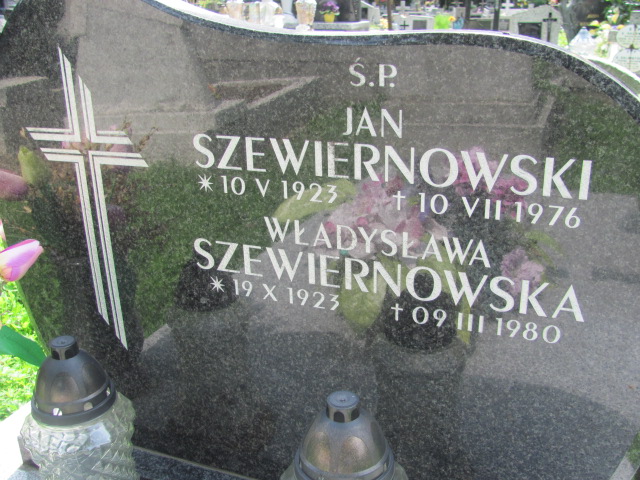 Ś.P.
JAN
SZEWIERNOWSKI
* 10 V 1923 † 10 VII 1976
WŁADYSŁAWA
SZEWIERNOWSKA
* 19 X 1923 † 09 III 1980